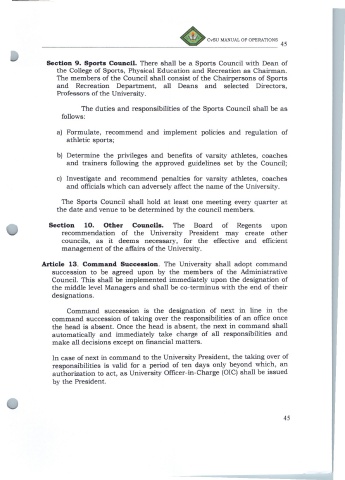 CvSU MANUAL OF OPERATIONS
45
Section 9. Sports Council. There shall be a Sports Council with Dean of
the College of Sports, Physical Education and Recreation as Chairman.
The members of the Council shall consist of the Chairpersons of Sports
and Recreation Department, all Deans and selected Directors,
Professors of the University.
The duties and responsibilities of the Sports Council shall be as
follows:
a) Formulate, recommend and implement policies and regulation of
athletic sports;
b) Determine the privileges and benefits of varsity athletes, coaches
and trainers following the approved guidelines set by the Council;
c) Investigate and recommend penalties for varsity athletes, coaches
and officials which can adversely affect the name of the University.
The Sports Council shall hold at least one meeting every quarter at
the date and venue to be determined by the council members.
Section 10. Other Councils. The Board of Regents upon
recommendation of the University President may create other
councils, as it deems necessary, for the effective and efficient
management of the affairs of the University.
Article 13. Command Succession. The University shall adopt command
succession to be agreed upon by the members of the Administrative
Council. This shall be implemented immediately upon the designation of
the middle level Managers and shall be co-terminus with the end of their
designations.
Command succession is the designation of next in line in the
command succession of taking over the responsibilities of an office once
the head is absent. Once the head is absent, the next in command shall
automatically and immediately take charge of all responsibilities and
make all decisions except on financial matters.
In case of next in command to the University President, the taking over of
responsibilities is valid for a period of ten days only beyond which, an
authorization to act, as University Officer-in-Charge (OIC) shall be issued
by the President.
45